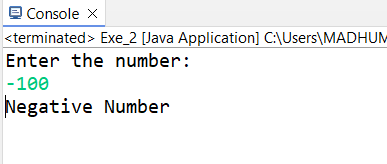 Console
<terminated> Exe_2 [Java Application] C:\Users\MADHUM
Enter the number:
-100
Negative Number